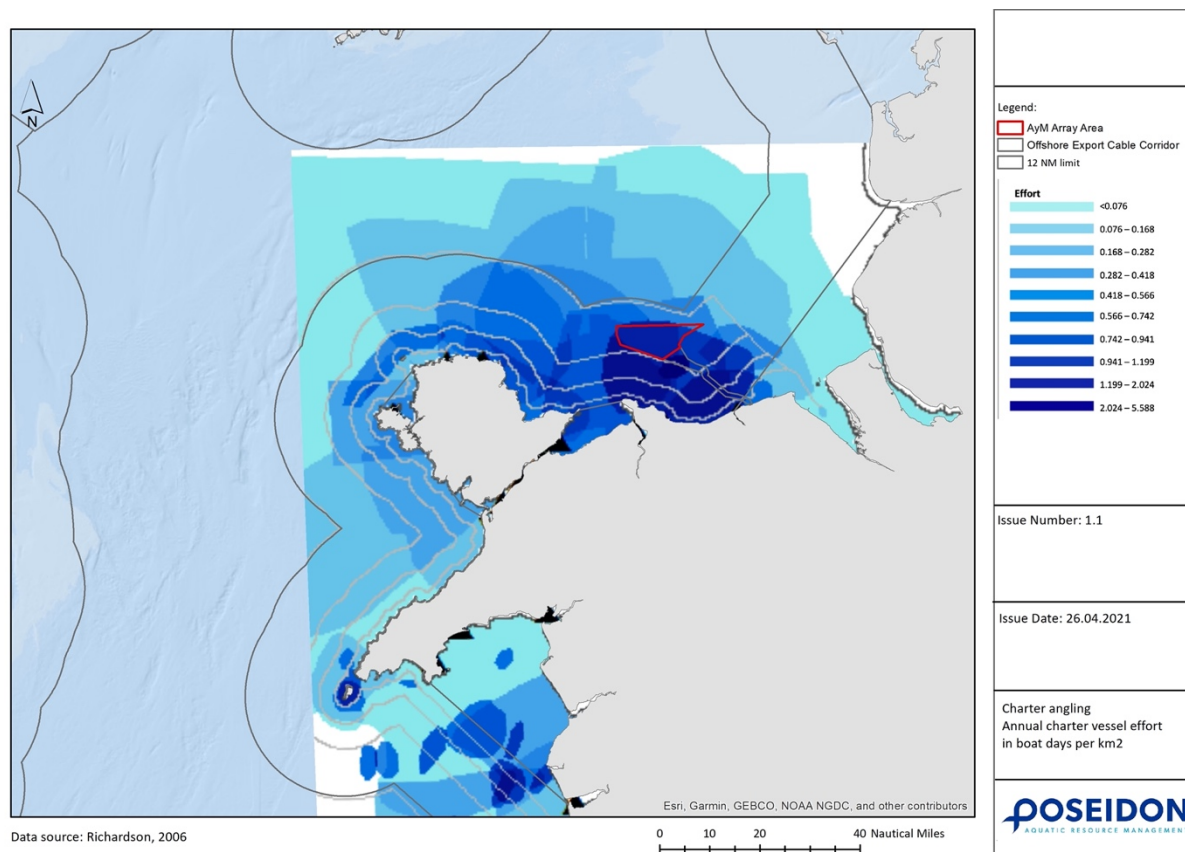 N
Legend:
AyM Array Area
Offshore Export Cable Corridor
12 NM limit
Effort
<0.076
0.076 – 0.168
0.168 – 0.282
0.282 – 0.418
0.418 – 0.566
0.566 – 0.742
0.742 – 0.941
0.941 – 1.199
1.199 – 2.024
2.024 – 5.588
Issue Number: 1.1
Issue Date: 26.04.2021
Charter angling
Annual charter vessel effort
in boat days per km2
POSEIDON
AQUATIC RESOURCE MANAGEMENT
Esri, Garmin, GEBCO, NOAA NGDC, and other contributors
Data source: Richardson, 2006
0 10 20 40 Nautical Miles